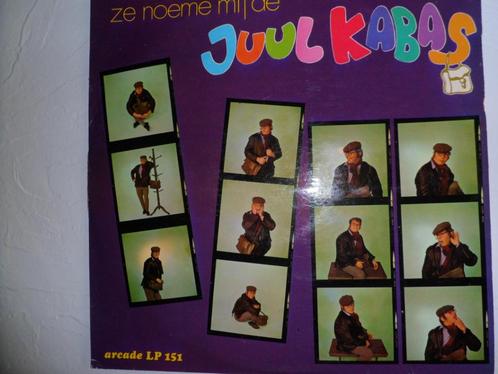 ze noeme mij de
JUUL KABAS
arcade LP 151